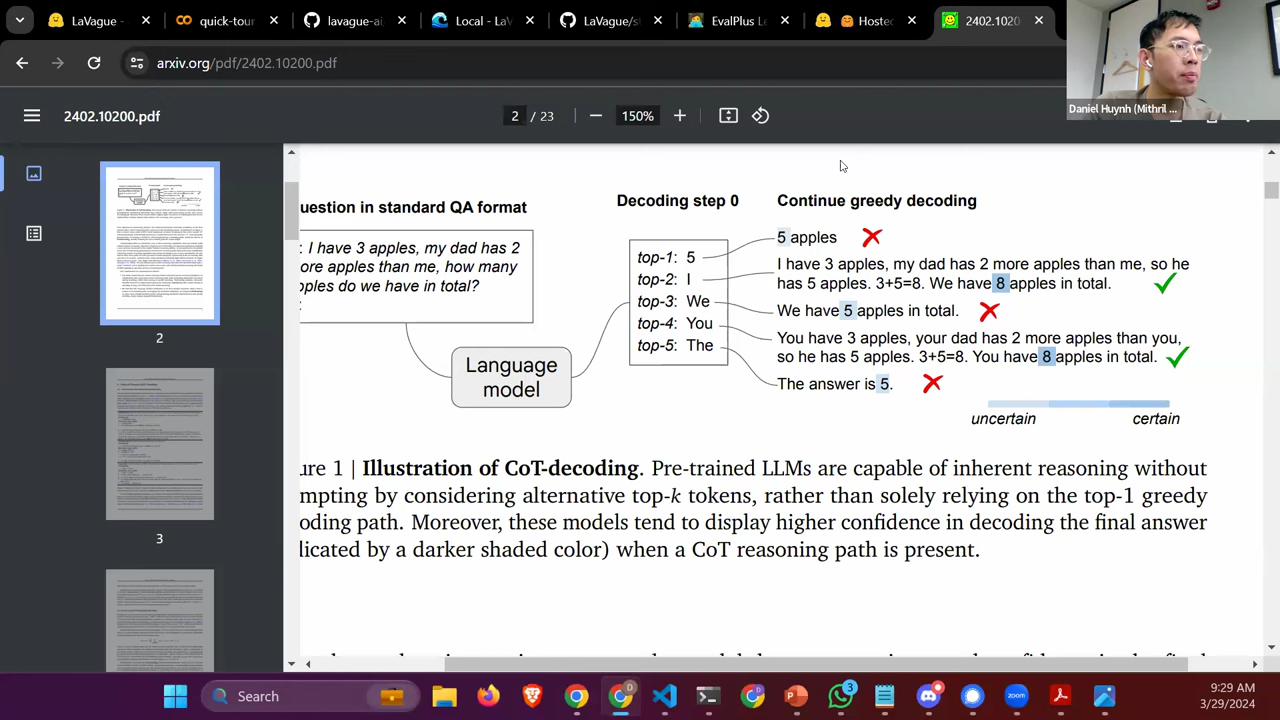 LaVague
quick-tou
lavague-ai
Local - LaV
LaVague/s
EvalPlus Le
Hosted
2402.1020
arxiv.org/pdf/2402.10200.pdf
Daniel Huynh (Mithril ...
2402.10200.pdf
2 / 23
150%
uestion in standard QA format
Decoding step 0
Continue greedy decoding
: I have 3 apples, my dad has 2
ore apples than me, how many
pples do we have in total?
:
top-1: 5
top-2: I
top-3: We
top-4: You
top-5: The
Language
model
5 apples
I have 3 apples, my dad has 2 more apples than me, so he
has 5 apples. 3+5=8. We have 8 apples in total.
We have 5 apples in total.
You have 3 apples, your dad has 2 more apples than you,
so he has 5 apples. 3+5=8. You have 8 apples in total.
The answer is 5.
uncertain
certain
ure 1 | Illustration of CoT-decoding. Pre-trained LLMs are capable of inherent reasoning without
mpting by considering alternative top-k tokens, rather than solely relying on the top-1 greedy
oding path. Moreover, these models tend to display higher confidence in decoding the final answer
licated by a darker shaded color) when a CoT reasoning path is present.
2
3
Search
3
9:29 AM
3/29/2024